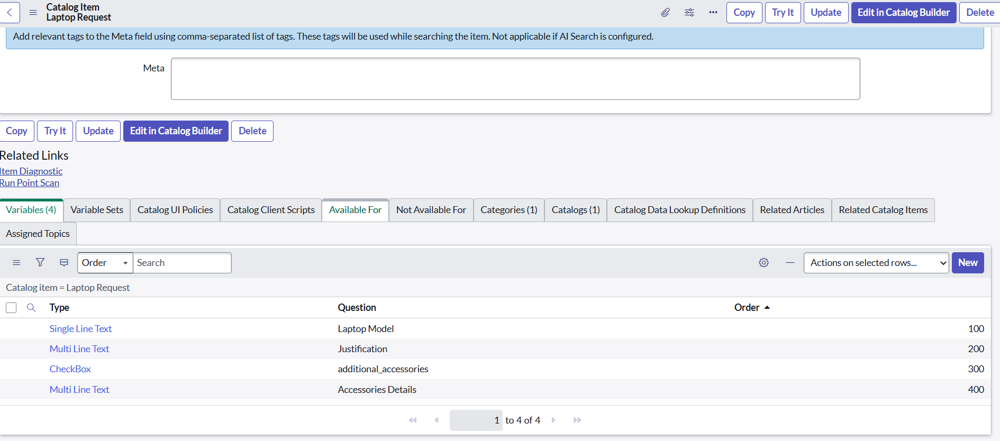 Catalog Item
Laptop Request
Copy Try It Update Edit in Catalog Builder Delete
Add relevant tags to the Meta field using comma-separated list of tags. These tags will be used while searching the item. Not applicable if AI Search is configured.
Meta
Copy Try It Update Edit in Catalog Builder Delete
Related Links
Item Diagnostic
Run Point Scan
Variables (4) Variable Sets Catalog UI Policies Catalog Client Scripts Available For Not Available For Categories (1) Catalogs (1) Catalog Data Lookup Definitions Related Articles Related Catalog Items
Assigned Topics
Order Search Actions on selected rows... New
Catalog item = Laptop Request
Type Question Order
Single Line Text Laptop Model 100
Multi Line Text Justification 200
CheckBox additional_accessories 300
Multi Line Text Accessories Details 400
1 to 4 of 4